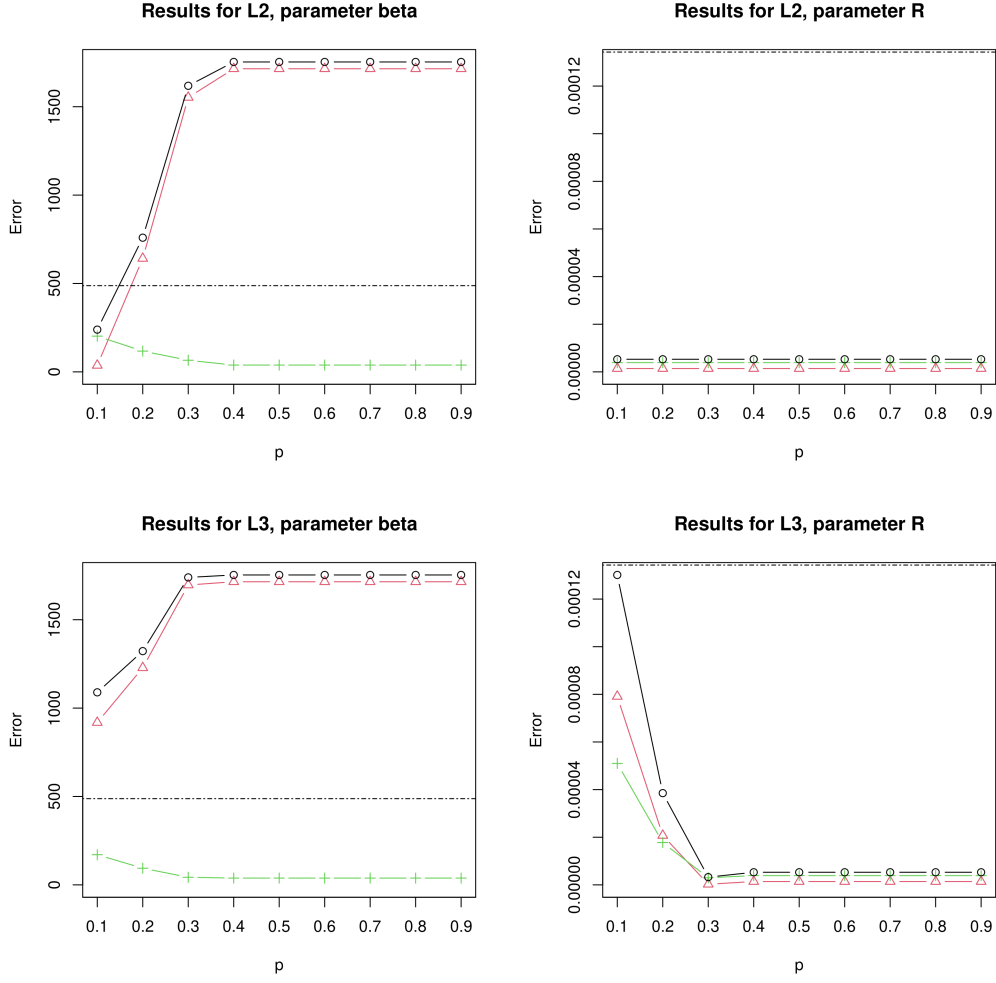 Results for L2, parameter beta
Error
1500
1000
500
0
0.1 0.2 0.3 0.4 0.5 0.6 0.7 0.8 0.9
p
Results for L2, parameter R
Error
0.00012
0.00008
0.00004
0.00000
0.1 0.2 0.3 0.4 0.5 0.6 0.7 0.8 0.9
p
Results for L3, parameter beta
Error
1500
1000
500
0
0.1 0.2 0.3 0.4 0.5 0.6 0.7 0.8 0.9
p
Results for L3, parameter R
Error
0.00012
0.00008
0.00004
0.00000
0.1 0.2 0.3 0.4 0.5 0.6 0.7 0.8 0.9
p